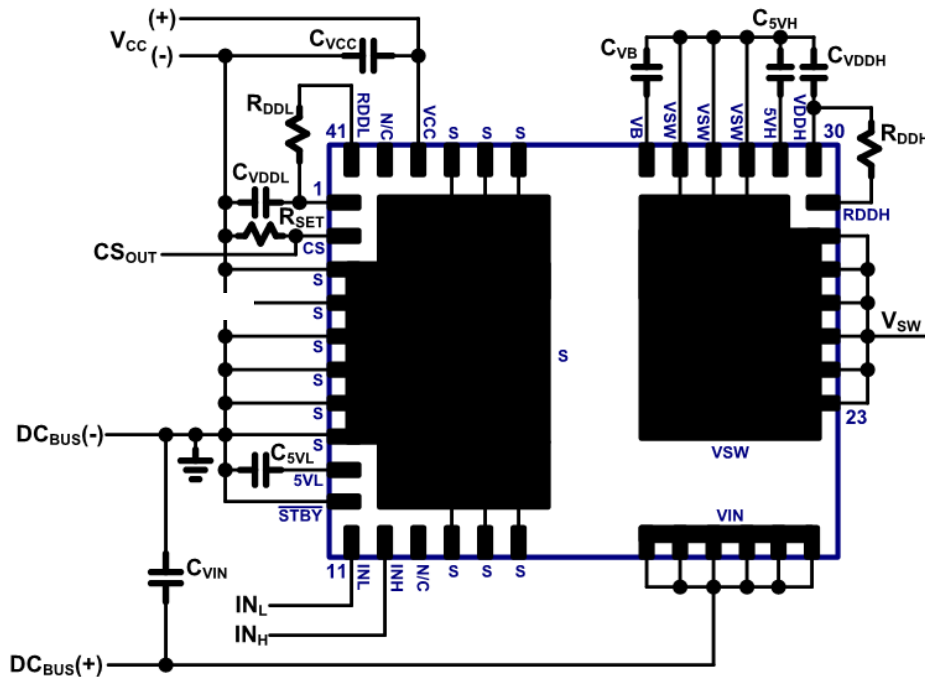 (+)
VCC (-)
CVCC
C5VH
CVB
CVDDH
RDDL
41
RDDL
N/C
VCC
S
S
S
VB
VSW
VSW
VSW
5VH
VDDH
30
RDDH
CVDDL
1
RSET
RDDH
CS
CSOUT
S
S
S
S
S
S
S
VSW
VSW
23
DCBUS(-)
C5VL
5VL
STBY
VIN
11
INL
INH
N/C
S
S
S
CVIN
INL
INH
DCBUS(+)